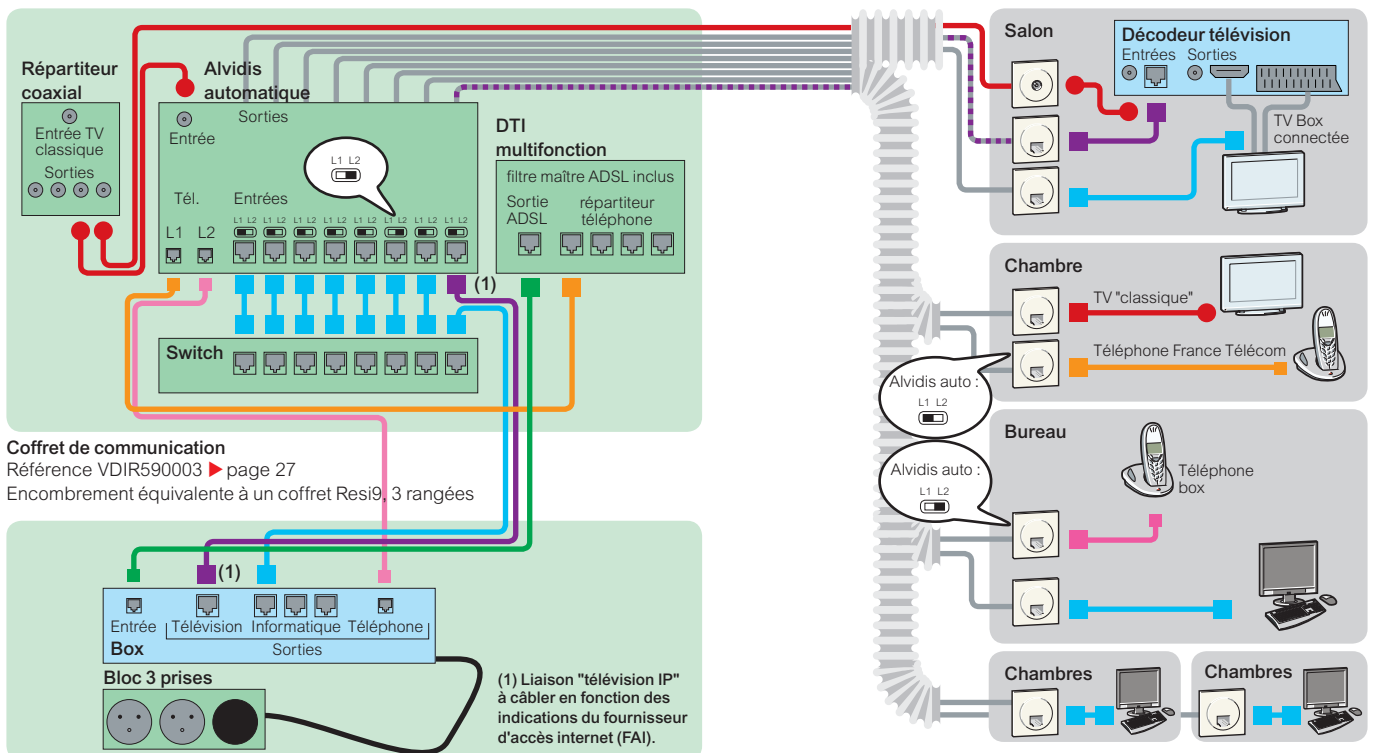 Répartiteur
coaxial
Entrée TV
classique
Sorties
Alvidis
automatique
Entrée
Sorties
L1 L2
Tél.
L1 L2
Entrées
L1 L2 L1 L2 L1 L2 L1 L2 L1 L2 L1 L2 L1 L2 L1 L2
DTI
multifonction
filtre maître ADSL inclus
Sortie
ADSL
répartiteur
téléphone
(1)
Switch
Coffret de communication
Référence VDIR590003 ▶ page 27
Encombrement équivalente à un coffret Resi9, 3 rangées
(1)
Entrée
Télévision
Informatique
Téléphone
Box
Sorties
Bloc 3 prises
(1) Liaison "télévision IP"
à câbler en fonction des
indications du fournisseur
d'accès internet (FAI).
Salon
Décodeur télévision
Entrées
Sorties
TV Box
connectée
Chambre
TV "classique"
Téléphone France Télécom
Alvidis auto :
L1 L2
Bureau
Alvidis auto :
L1 L2
Téléphone
box
Chambres
Chambres